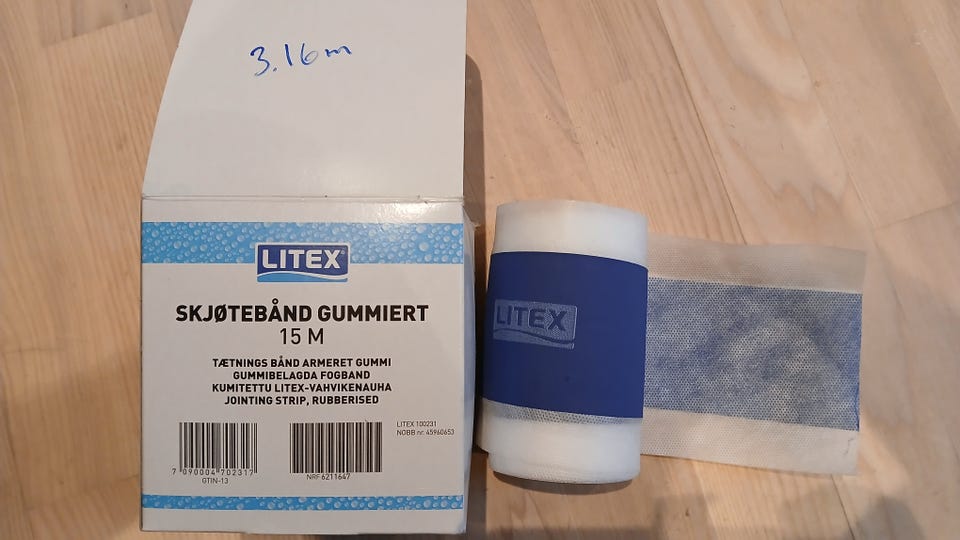 3.16m
LITEX
SKJØTEBÅND GUMMIERT
15 M
TÆTNINGS BÅND ARMERET GUMMI
GUMMIBELAGDA FOGBAND
KUMITETTU LITEX-VAHVIKENAUHA
JOINTING STRIP, RUBBERISED
LITEX 100231
NOBB nr. 45960653
7 090004 702317
GTIN-13
NRF 6211647
LITEX